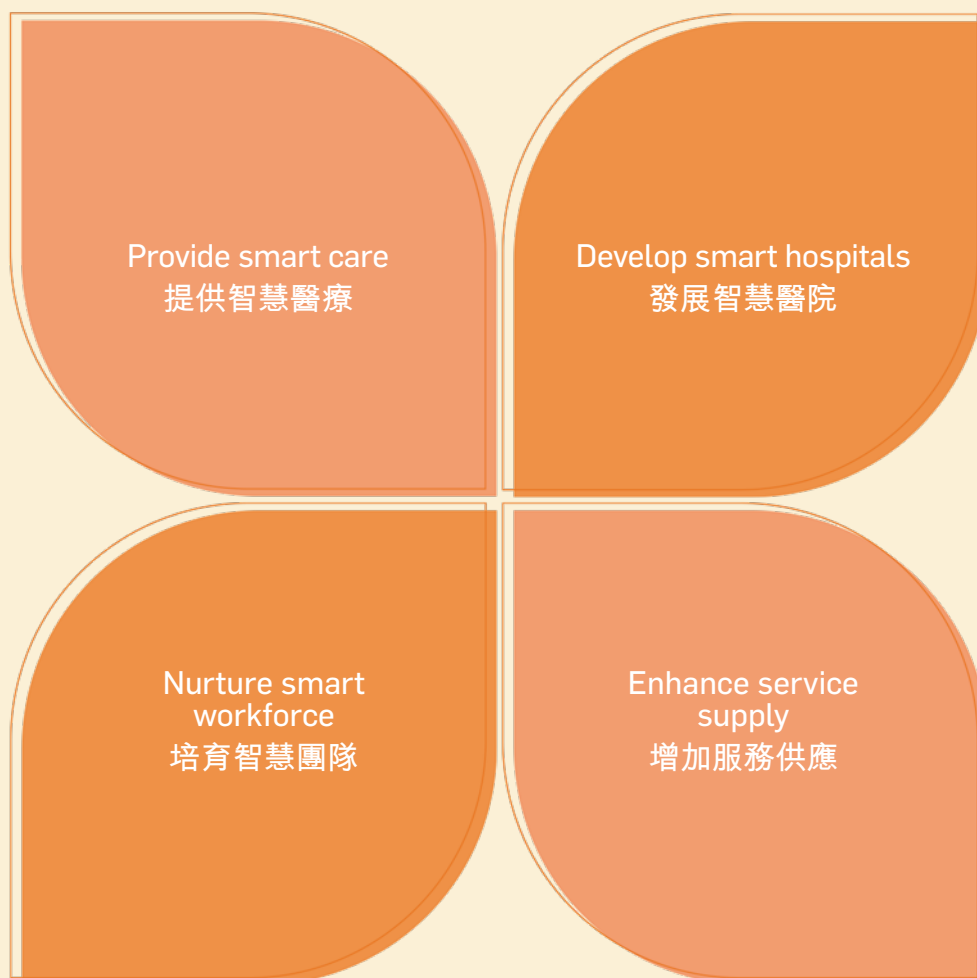 Provide smart care
提供智慧醫療
Develop smart hospitals
發展智慧醫院
Nurture smart
workforce
培育智慧團隊
Enhance service
supply
增加服務供應